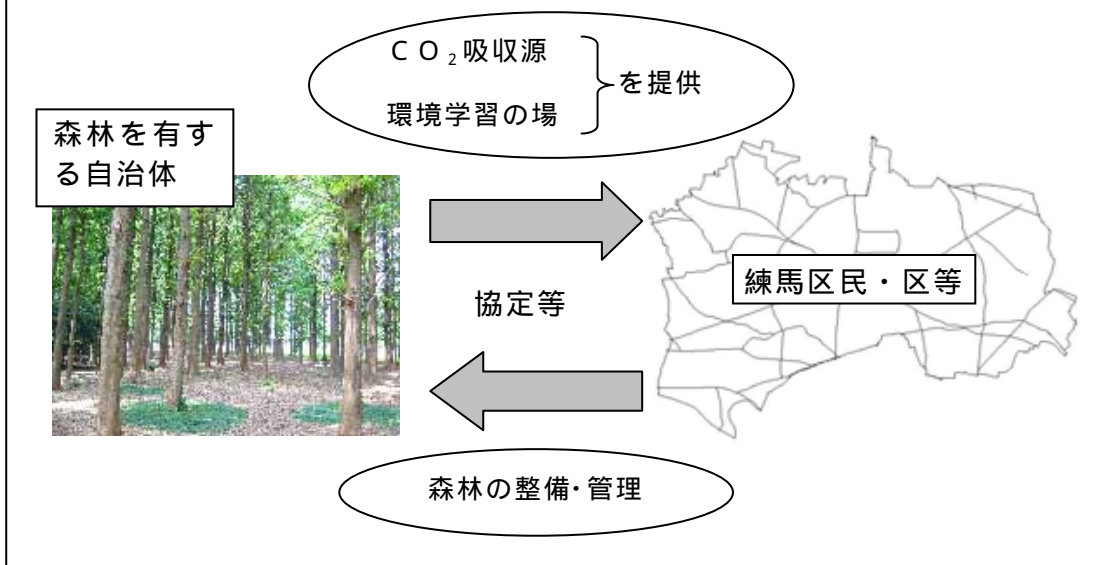 CO₂吸収源
環境学習の場
を提供
森林を有す
る自治体
練馬区民・区等
協定等
森林の整備・管理